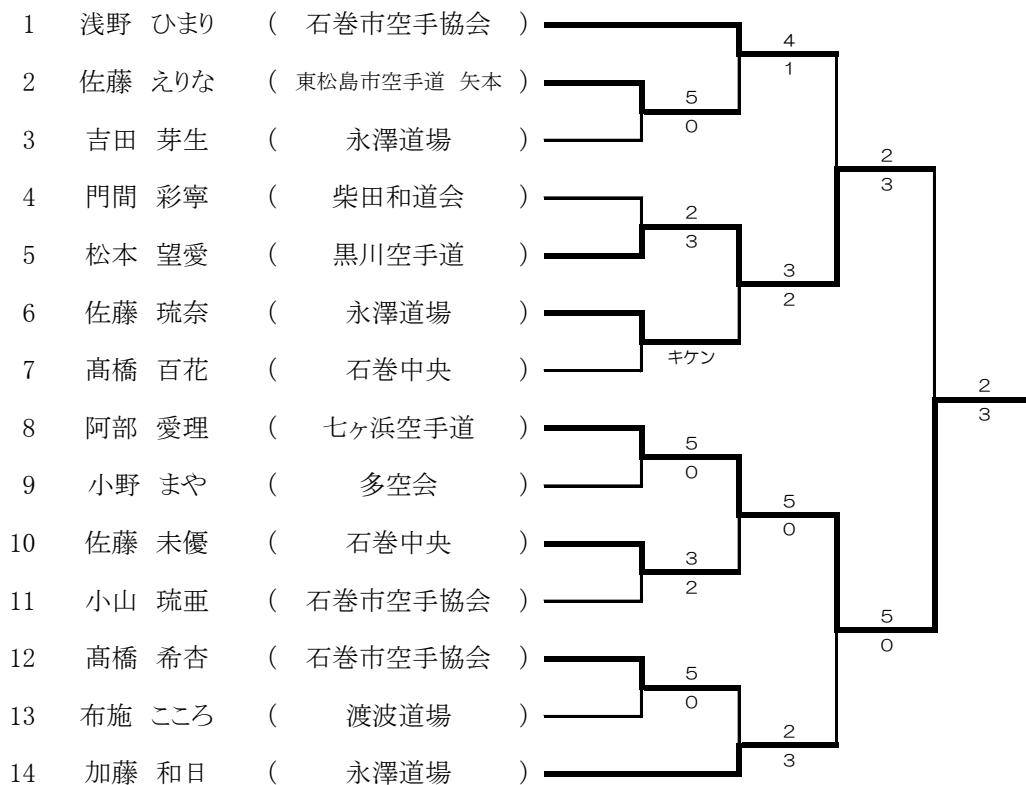 1 浅野 ひまり ( 石巻市空手協会 )
4
1
2 佐藤 えりな ( 東松島市空手道 矢本 )
5
0
3 吉田 芽生 ( 永澤道場 )
2
3
4 門間 彩寧 ( 柴田和道会 )
2
3
5 松本 望愛 ( 黒川空手道 )
3
2
6 佐藤 琉奈 ( 永澤道場 )
キケン
7 髙橋 百花 ( 石巻中央 )
2
3
8 阿部 愛理 ( 七ヶ浜空手道 )
5
0
9 小野 まや ( 多空会 )
5
0
10 佐藤 未優 ( 石巻中央 )
3
2
11 小山 琉亜 ( 石巻市空手協会 )
5
0
12 髙橋 希杏 ( 石巻市空手協会 )
5
0
13 布施 こころ ( 渡波道場 )
2
3
14 加藤 和日 ( 永澤道場 )